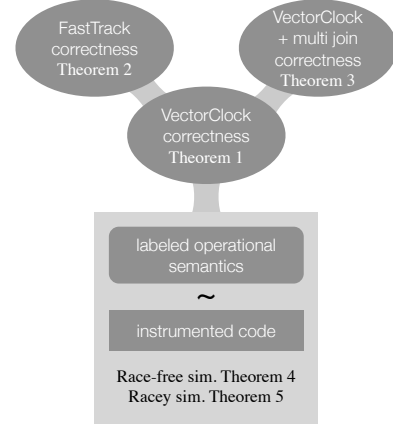 FastTrack
correctness
Theorem 2
VectorClock
+ multi join
correctness
Theorem 3
VectorClock
correctness
Theorem 1
labeled operational
semantics
~
instrumented code
Race-free sim. Theorem 4
Racey sim. Theorem 5